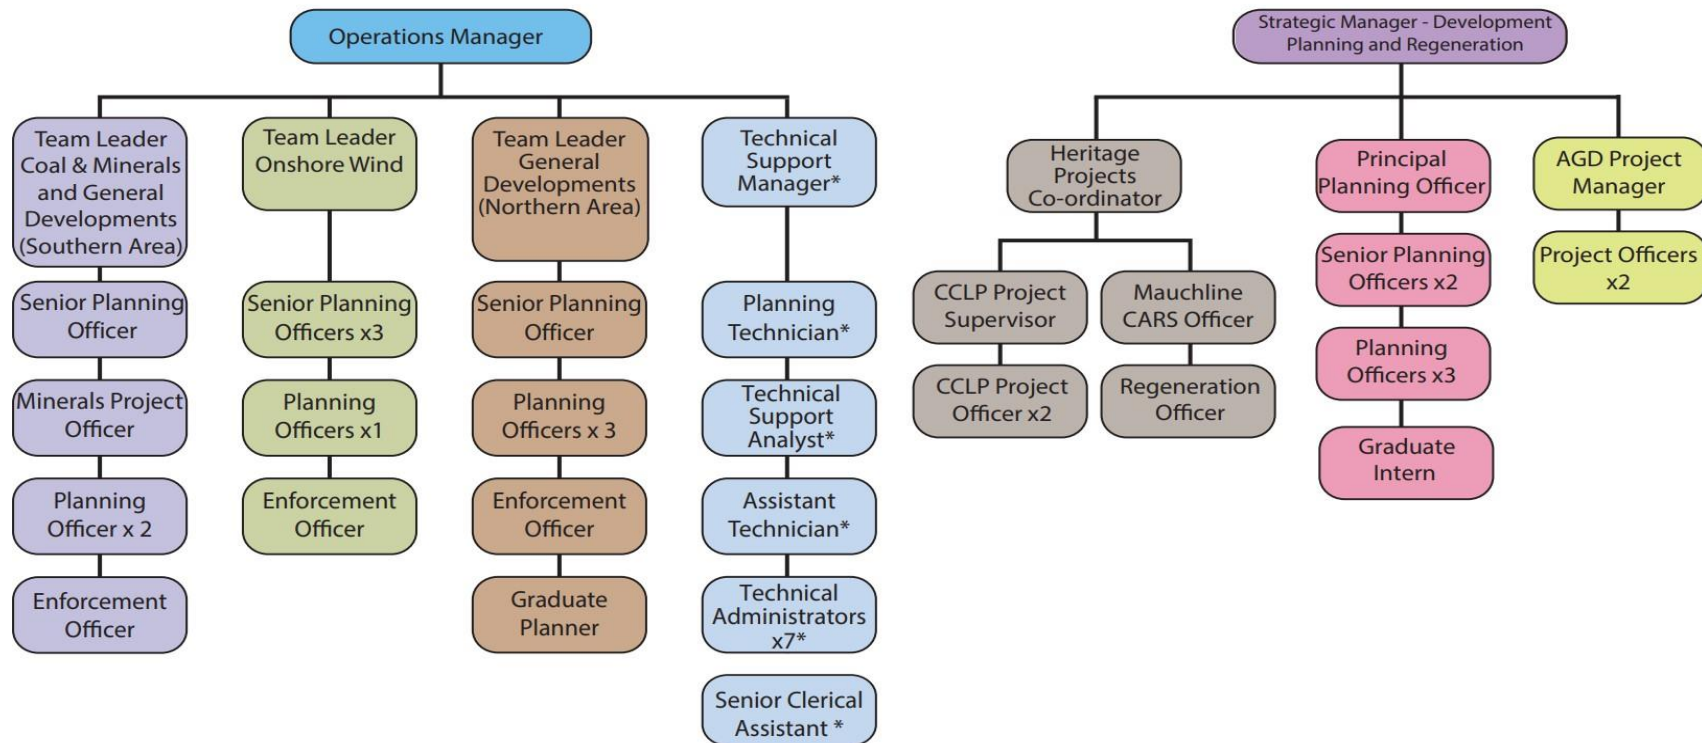 Operations Manager
Strategic Manager - Development
Planning and Regeneration
Team Leader
Coal & Minerals
and General
Developments
(Southern Area)
Senior Planning
Officer
Minerals Project
Officer
Planning
Officer x 2
Enforcement
Officer
Team Leader
Onshore Wind
Senior Planning
Officers x3
Planning
Officers x1
Enforcement
Officer
Team Leader
General
Developments
(Northern Area)
Senior Planning
Officer
Planning
Officers x 3
Enforcement
Officer
Graduate
Planner
Technical
Support
Manager*
Planning
Technician*
Technical
Support
Analyst*
Assistant
Technician*
Technical
Administrators
x7*
Senior Clerical
Assistant *
Heritage
Projects
Co-ordinator
CCLP Project
Supervisor
CCLP Project
Officer x2
Mauchline
CARS Officer
Regeneration
Officer
Principal
Planning Officer
Senior Planning
Officers x2
Planning
Officers x3
Graduate
Intern
AGD Project
Manager
Project Officers
x2